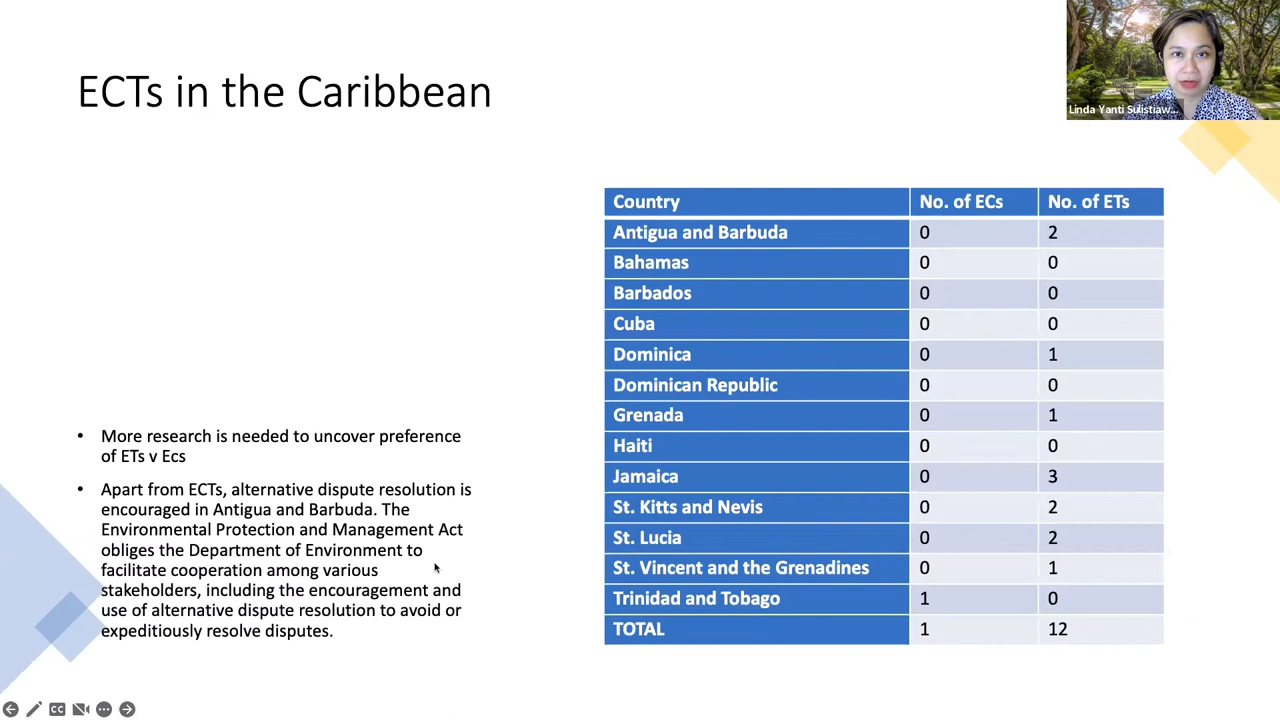 ECTs in the Caribbean
Linda Yanti Sulistiaw...
Country No. of ECs No. of ETs
Antigua and Barbuda 0 2
Bahamas 0 0
Barbados 0 0
Cuba 0 0
Dominica 0 1
Dominican Republic 0 0
Grenada 0 1
Haiti 0 0
Jamaica 0 3
St. Kitts and Nevis 0 2
St. Lucia 0 2
St. Vincent and the Grenadines 0 1
Trinidad and Tobago 1 0
TOTAL 1 12
• More research is needed to uncover preference
of ETs v Ecs
• Apart from ECTs, alternative dispute resolution is
encouraged in Antigua and Barbuda. The
Environmental Protection and Management Act
obliges the Department of Environment to
facilitate cooperation among various
stakeholders, including the encouragement and
use of alternative dispute resolution to avoid or
expeditiously resolve disputes.
CC